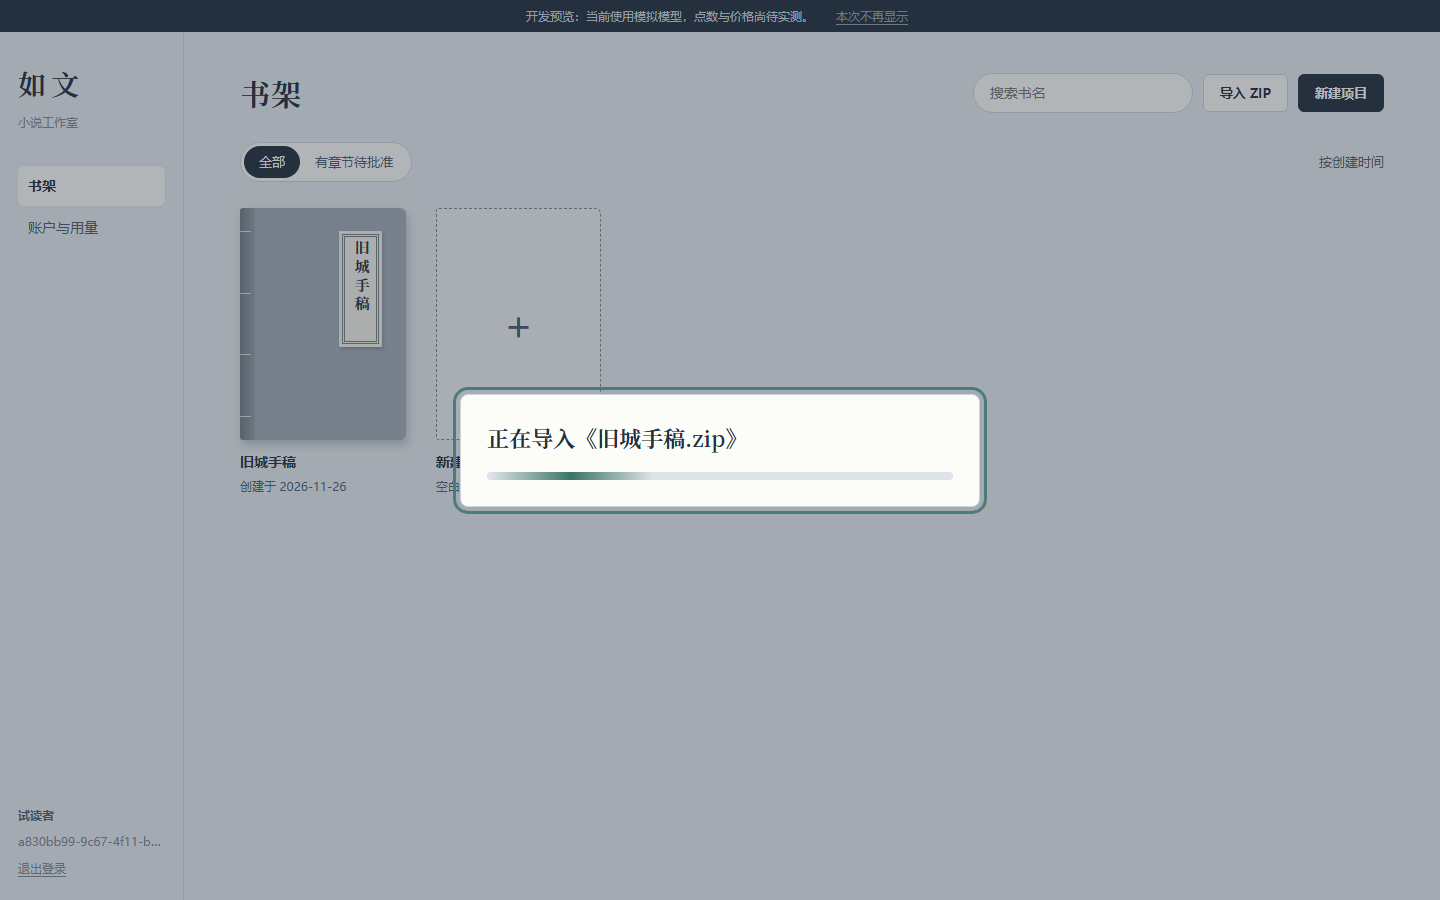 开发预览：当前使用模拟模型，点数与价格尚待实测。 本次不再显示
如文
小说工作室
书架
账户与用量
书架
搜索书名
导入 ZIP
新建项目
全部
有章节待批准
按创建时间
旧城手稿
旧城手稿
创建于 2026-11-26
+
新建
空白
正在导入《旧城手稿.zip》
试读者
a830bb99-9c67-4f11-b...
退出登录